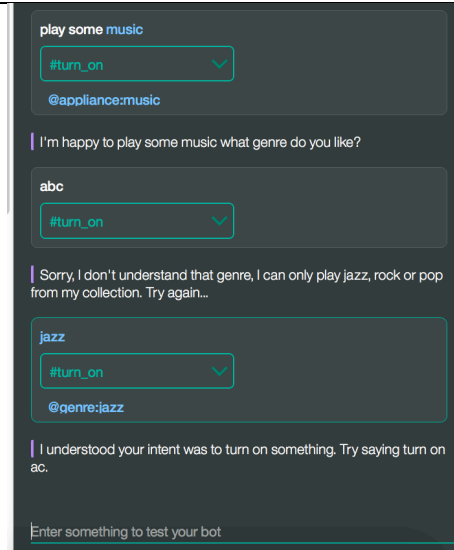 play some music
#turn_on
@appliance:music
I'm happy to play some music what genre do you like?
abc
#turn_on
Sorry, I don't understand that genre, I can only play jazz, rock or pop
from my collection. Try again...
jazz
#turn_on
@genre:jazz
I understood your intent was to turn on something. Try saying turn on
ac.
Enter something to test your bot